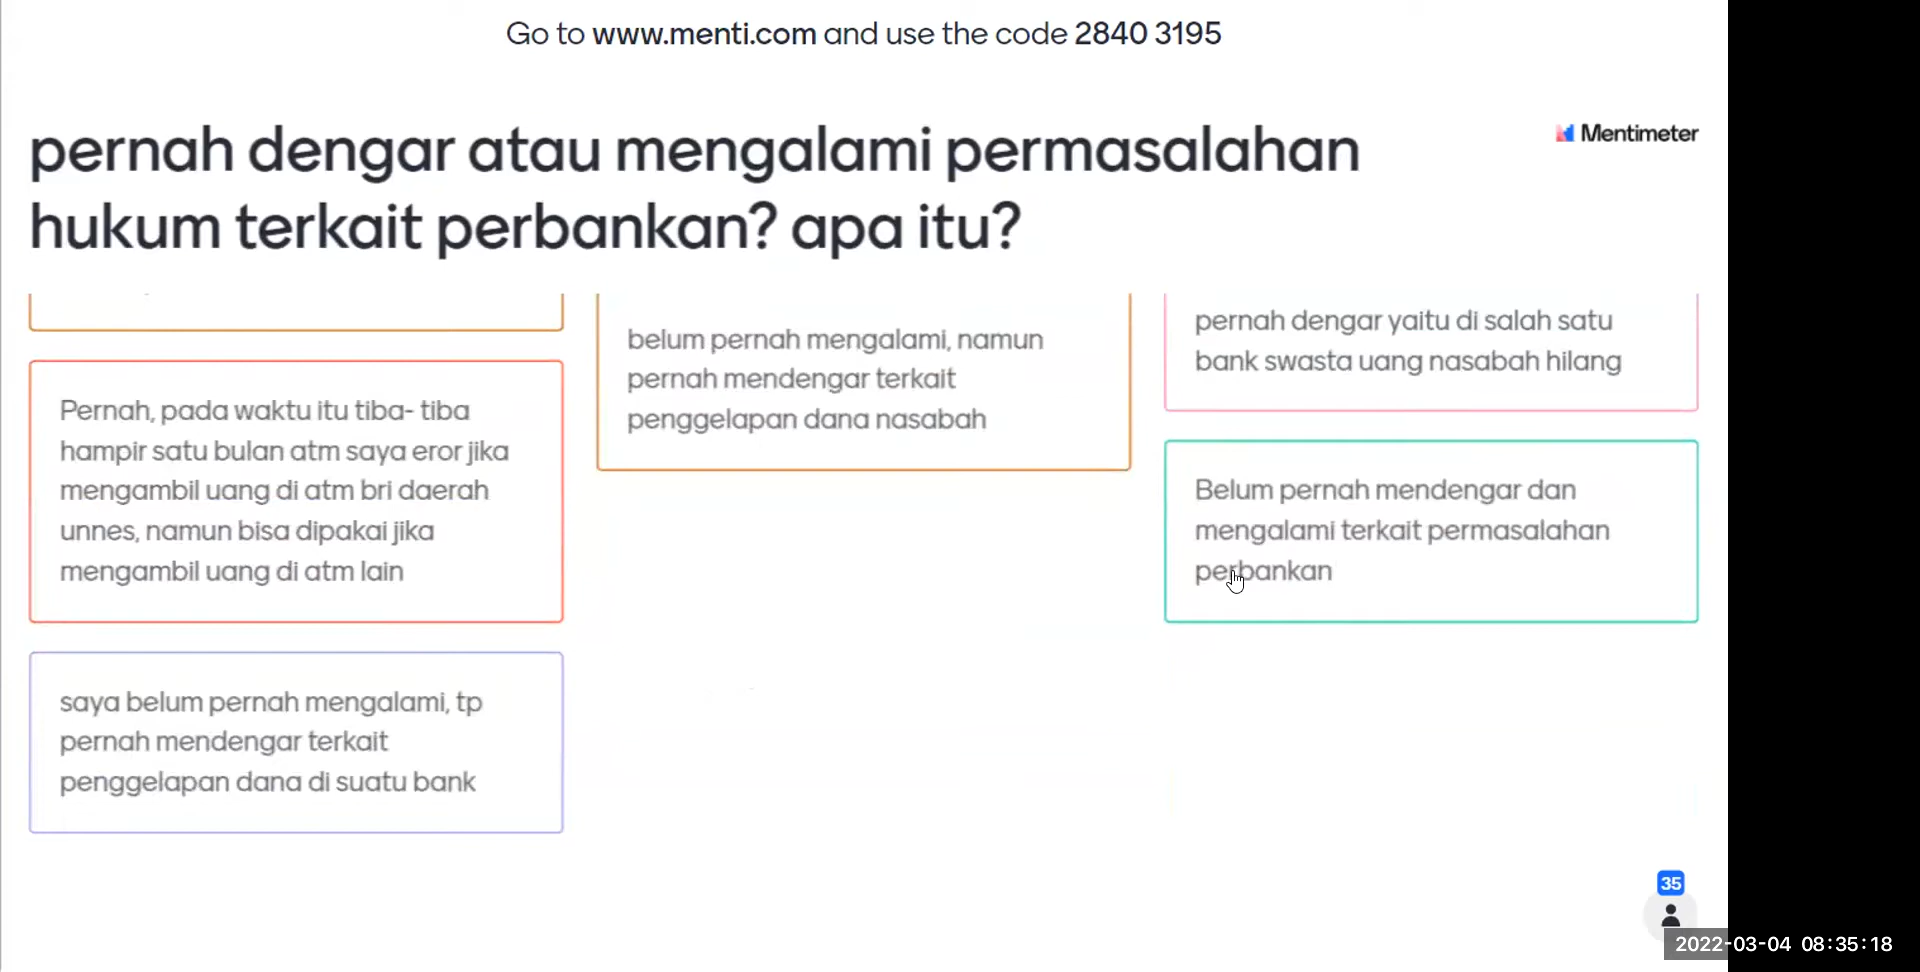 Go to www.menti.com and use the code 2840 3195
Mentimeter
pernah dengar atau mengalami permasalahan
hukum terkait perbankan? apa itu?
Pernah, pada waktu itu tiba- tiba
hampir satu bulan atm saya eror jika
mengambil uang di atm bri daerah
unnes, namun bisa dipakai jika
mengambil uang di atm lain
saya belum pernah mengalami, tp
pernah mendengar terkait
penggelapan dana di suatu bank
belum pernah mengalami, namun
pernah mendengar terkait
penggelapan dana nasabah
pernah dengar yaitu di salah satu
bank swasta uang nasabah hilang
Belum pernah mendengar dan
mengalami terkait permasalahan
perbankan
35
2022-03-04 08:35:18